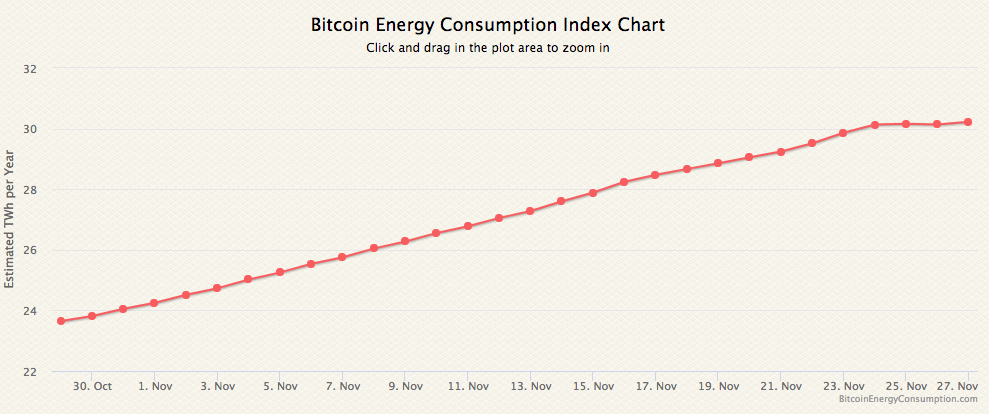 Bitcoin Energy Consumption Index Chart
Click and drag in the plot area to zoom in
Estimated TWh per Year
32
30
28
26
24
22
30. Oct 1. Nov 3. Nov 5. Nov 7. Nov 9. Nov 11. Nov 13. Nov 15. Nov 17. Nov 19. Nov 21. Nov 23. Nov 25. Nov 27. Nov
BitcoinEnergyConsumption.com